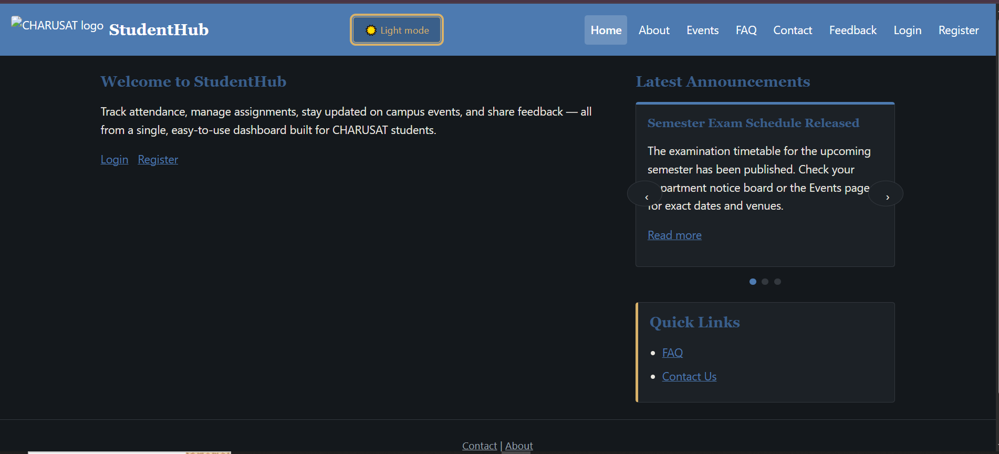 CHARUSAT logo StudentHub
Light mode
Home About Events FAQ Contact Feedback Login Register
Welcome to StudentHub
Track attendance, manage assignments, stay updated on campus events, and share feedback — all
from a single, easy-to-use dashboard built for CHARUSAT students.
Login Register
Latest Announcements
Semester Exam Schedule Released
The examination timetable for the upcoming
semester has been published. Check your
partment notice board or the Events page
for exact dates and venues.
‹ ›
Read more
Quick Links
FAQ
Contact Us
Contact | About